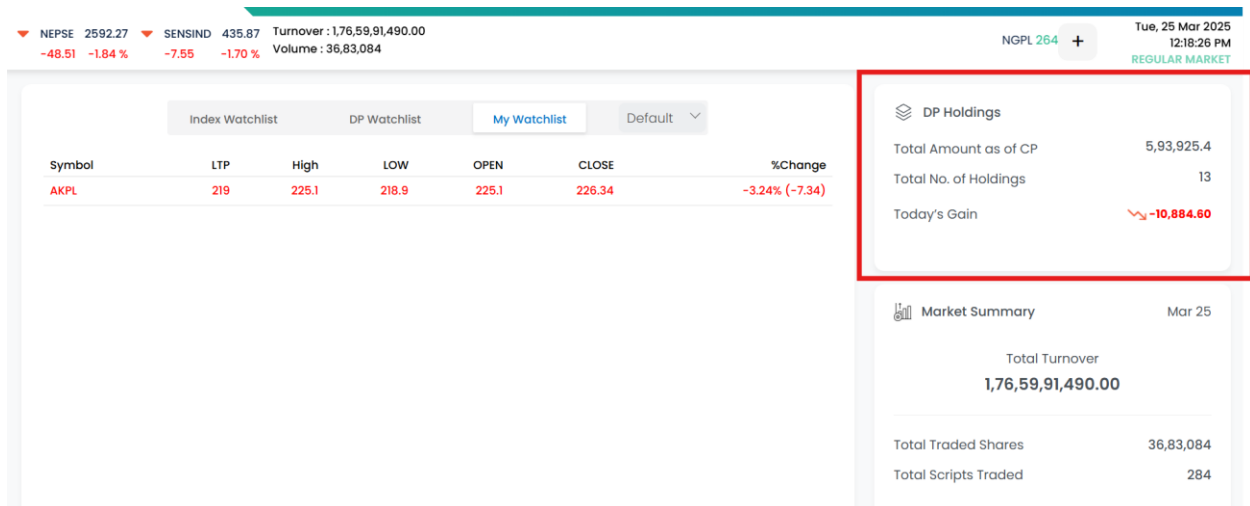 NEPSE 2592.27 SENSIND 435.87 Turnover : 1,76,59,91,490.00
-48.51 -1.84 % -7.55 -1.70 % Volume : 36,83,084
NGPL 264 +
Tue, 25 Mar 2025
12:18:26 PM
REGULAR MARKET
Index Watchlist DP Watchlist My Watchlist Default
Symbol LTP High LOW OPEN CLOSE %Change
AKPL 219 225.1 218.9 225.1 226.34 -3.24% (-7.34)
DP Holdings
Total Amount as of CP 5,93,925.4
Total No. of Holdings 13
Today's Gain -10,884.60
Market Summary Mar 25
Total Turnover
1,76,59,91,490.00
Total Traded Shares 36,83,084
Total Scripts Traded 284